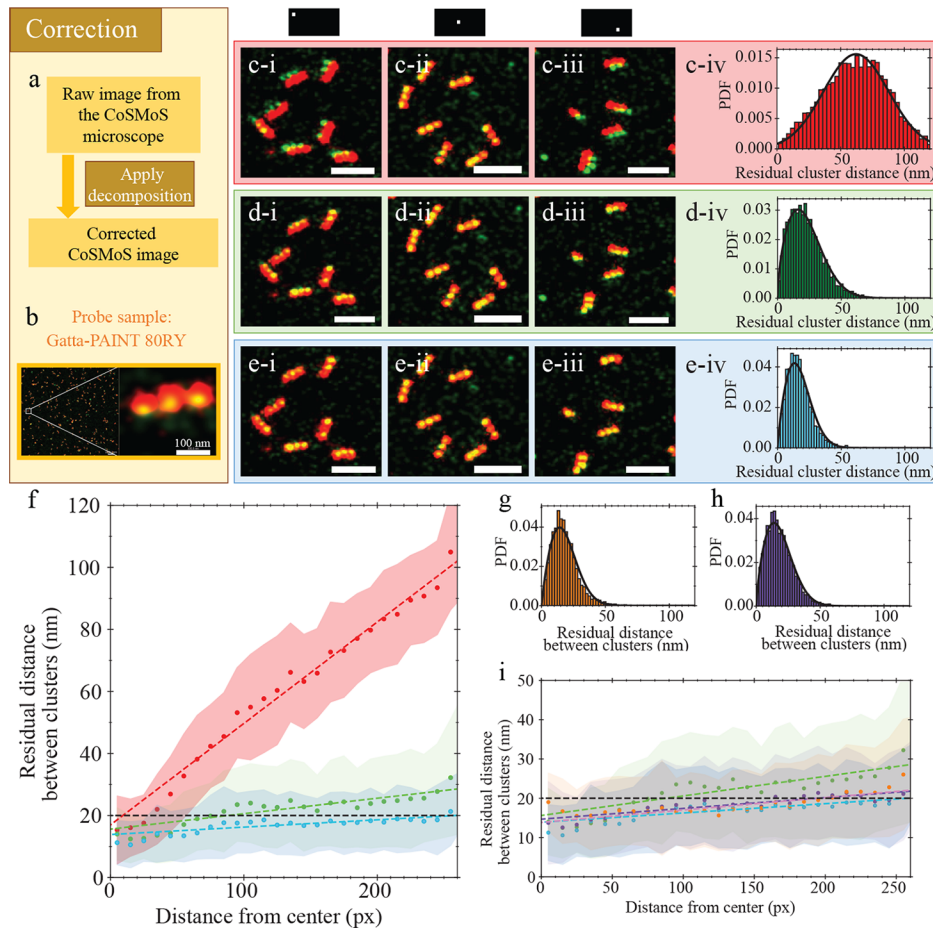 Correction
a
Raw image from
the CoSMoS
microscope
Apply
decomposition
Corrected
CoSMoS image
b
Probe sample:
Gatta-PAINT 80RY
100 nm
c-i
c-ii
c-iii
c-iv
PDF
0.015
0.010
0.005
0.000
0
50
100
Residual cluster distance (nm)
d-i
d-ii
d-iii
d-iv
PDF
0.03
0.02
0.01
0.00
0
50
100
Residual cluster distance (nm)
e-i
e-ii
e-iii
e-iv
PDF
0.04
0.02
0.00
0
50
100
Residual cluster distance (nm)
f
Residual distance
between clusters (nm)
120
100
80
60
40
20
0
0
100
200
Distance from center (px)
g
PDF
0.04
0.02
0.00
0
50
100
Residual distance
between clusters (nm)
h
PDF
0.04
0.02
0.00
0
50
100
Residual distance
between clusters (nm)
i
Residual distance
between clusters (nm)
50
40
30
20
10
0
0
50
100
150
200
250
Distance from center (px)